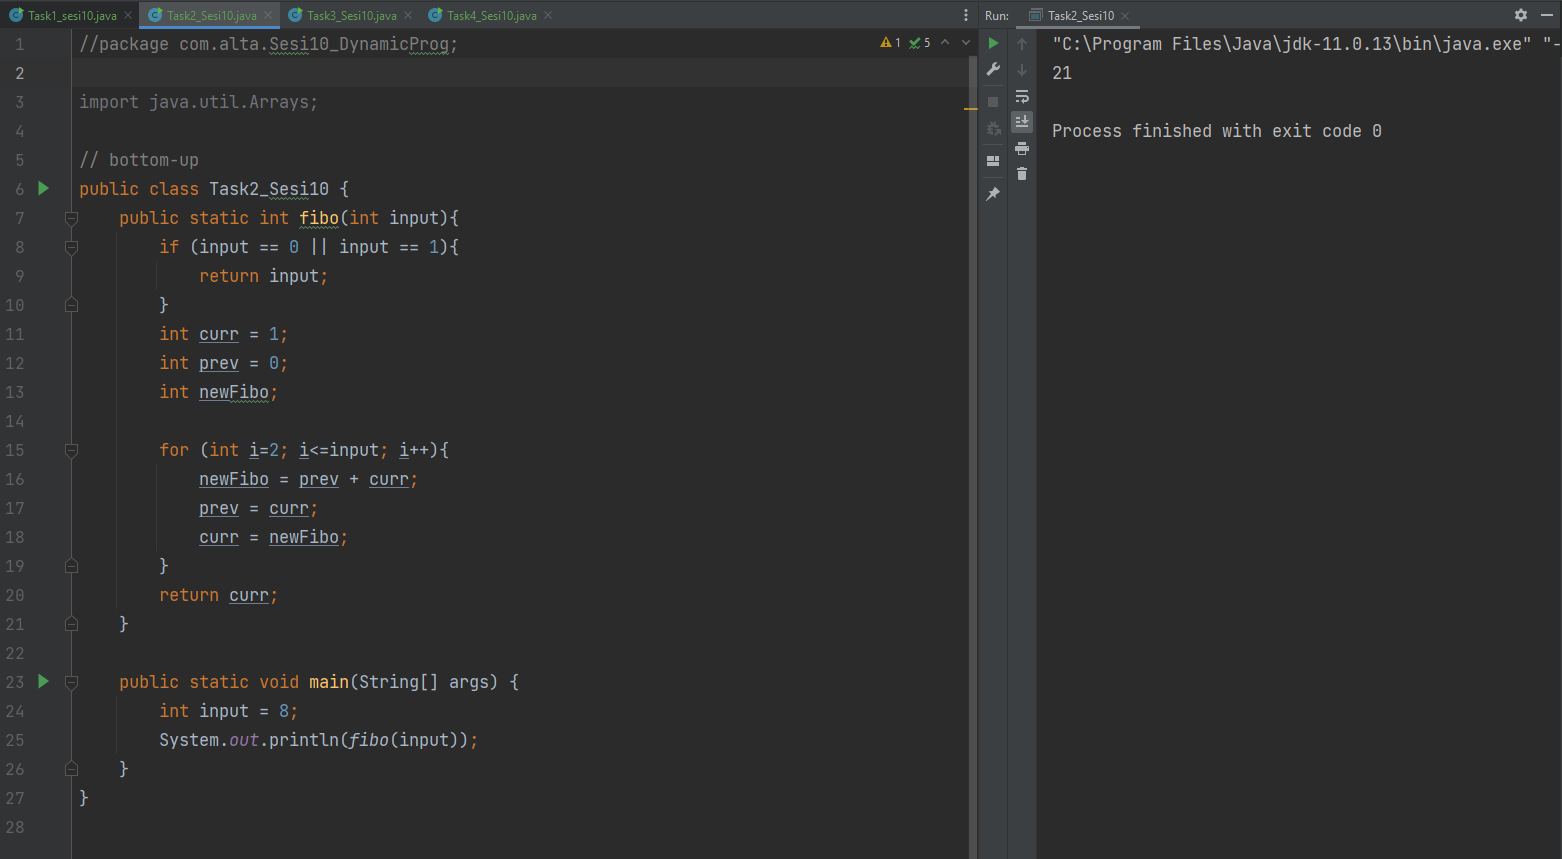 Task1_sesi10.java Task2_Sesi10.java Task3_Sesi10.java Task4_Sesi10.java
1 //package com.alta.Sesi10_DynamicProg;
2
3 import java.util.Arrays;
4
5 // bottom-up
6 public class Task2_Sesi10 {
7 public static int fibo(int input){
8 if (input == 0 || input == 1){
9 return input;
10 }
11 int curr = 1;
12 int prev = 0;
13 int newFibo;
14
15 for (int i=2; i<=input; i++){
16 newFibo = prev + curr;
17 prev = curr;
18 curr = newFibo;
19 }
20 return curr;
21 }
22
23 public static void main(String[] args) {
24 int input = 8;
25 System.out.println(fibo(input));
26 }
27 }
28
1 5
Run: Task2_Sesi10
"C:\Program Files\Java\jdk-11.0.13\bin\java.exe" "-
21
Process finished with exit code 0